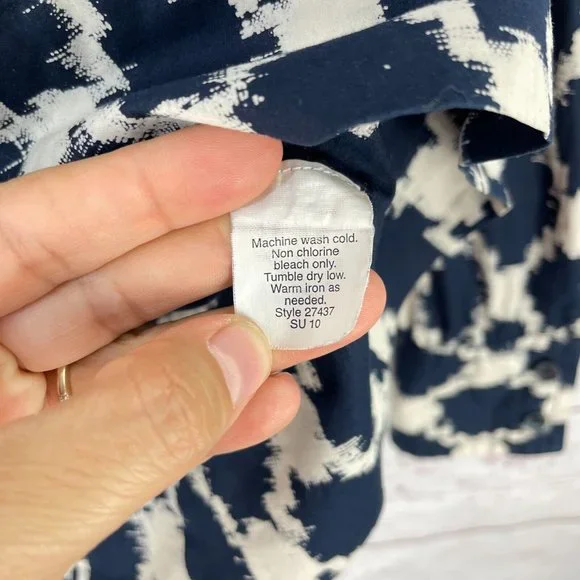 Machine wash cold.
Non chlorine
bleach only.
Tumble dry low.
Warm iron as
needed.
Style 27437
SU 10